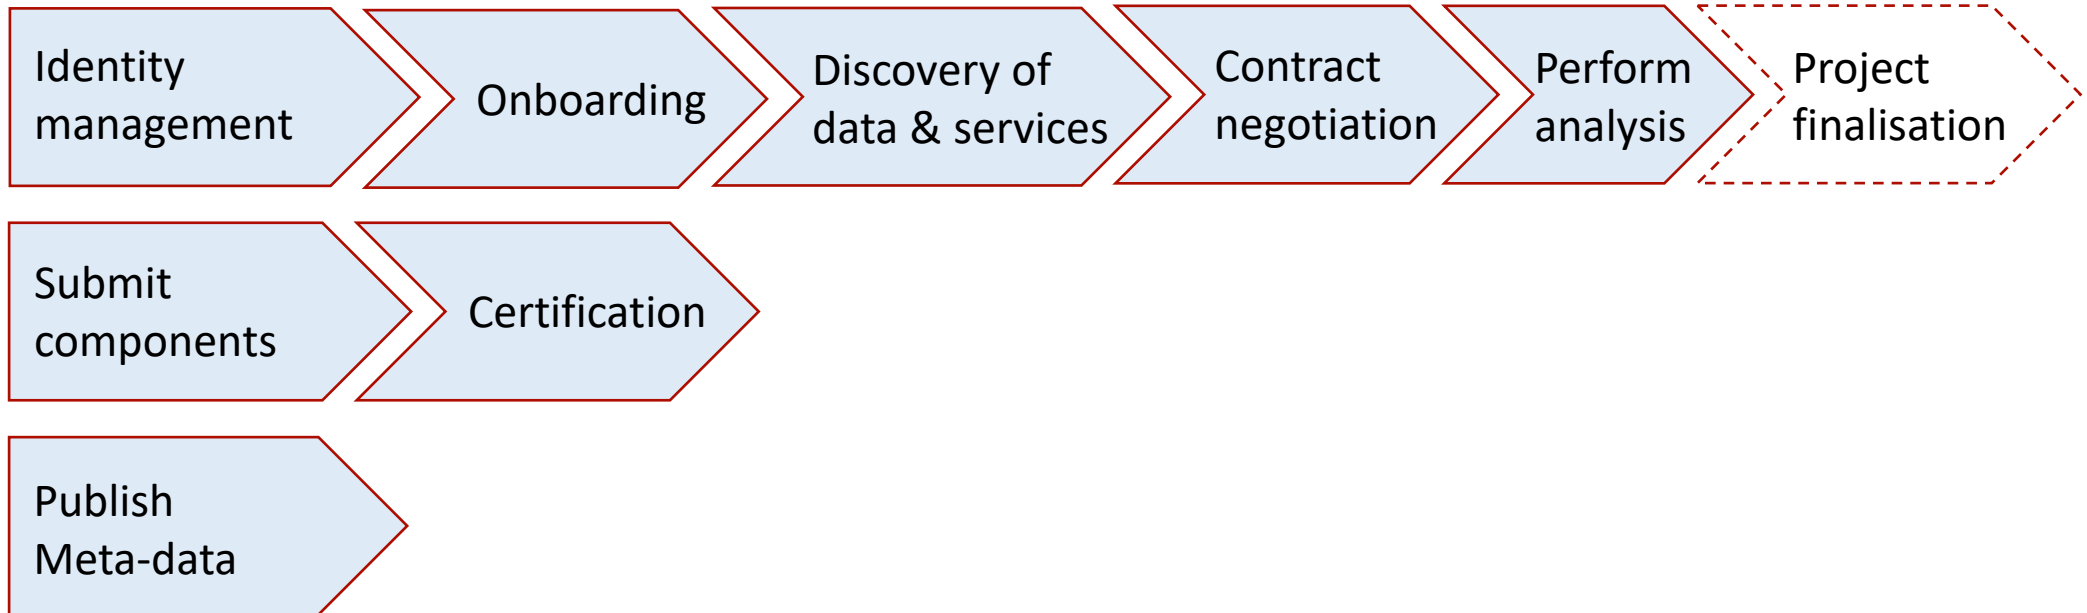 Identity
management
Onboarding
Discovery of
data & services
Contract
negotiation
Perform
analysis
Project
finalisation
Submit
components
Certification
Publish
Meta-data